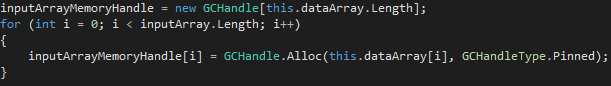 inputArrayMemoryHandle = new GCHandle[this.dataArray.Length];
for (int i = 0; i < inputArray.Length; i++)
{
    inputArrayMemoryHandle[i] = GCHandle.Alloc(this.dataArray[i], GCHandleType.Pinned);
}